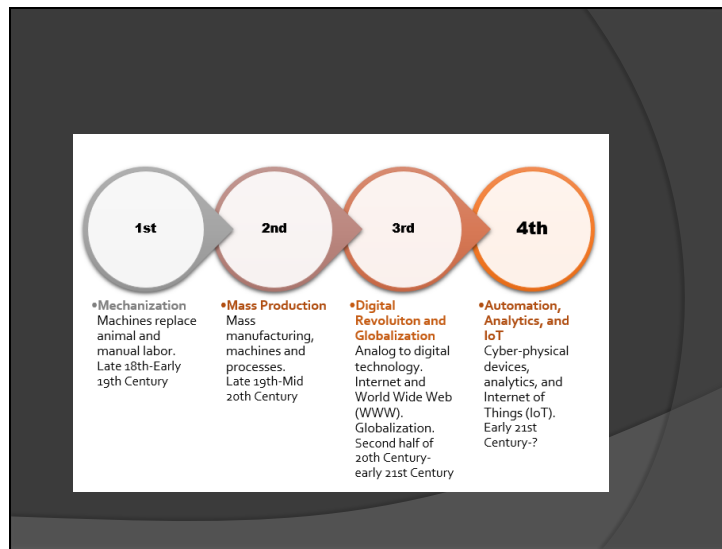 1st
2nd
3rd
4th
•Mechanization
Machines replace
animal and
manual labor.
Late 18th-Early
19th Century
•Mass Production
Mass
manufacturing,
machines and
processes.
Late 19th-Mid
20th Century
•Digital
Revoluiton and
Globalization
Analog to digital
technology.
Internet and
World Wide Web
(WWW).
Globalization.
Second half of
20th Century-
early 21st Century
•Automation,
Analytics, and
IoT
Cyber-physical
devices,
analytics, and
Internet of
Things (IoT).
Early 21st
Century-?